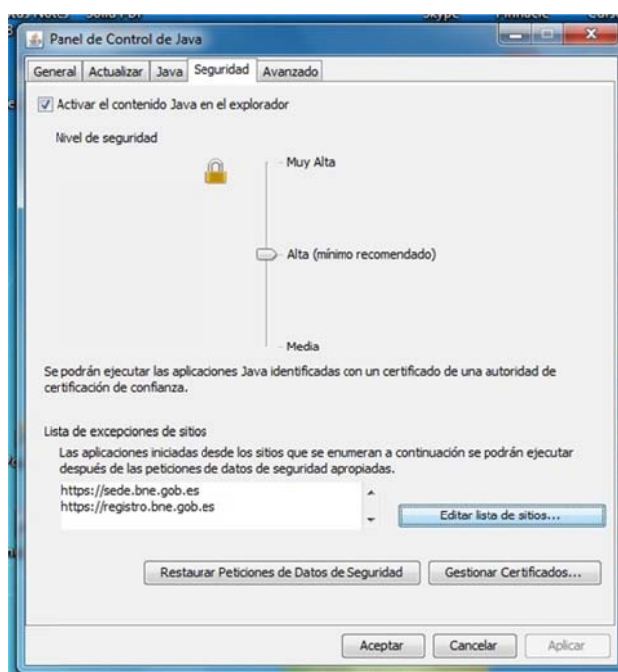 Skype
Panel de Control de Java
General Actualizar Java Seguridad Avanzado
Activar el contenido Java en el explorador
Nivel de seguridad
Muy Alta
Alta (mínimo recomendado)
Media
Se podrán ejecutar las aplicaciones Java identificadas con un certificado de una autoridad de
certificación de confianza.
Lista de excepciones de sitios
Las aplicaciones iniciadas desde los sitios que se enumeran a continuación se podrán ejecutar
después de las peticiones de datos de seguridad apropiadas.
https://sede.bne.gob.es
https://registro.bne.gob.es
Editar lista de sitios...
Restaurar Peticiones de Datos de Seguridad Gestionar Certificados...
Aceptar Cancelar Aplicar